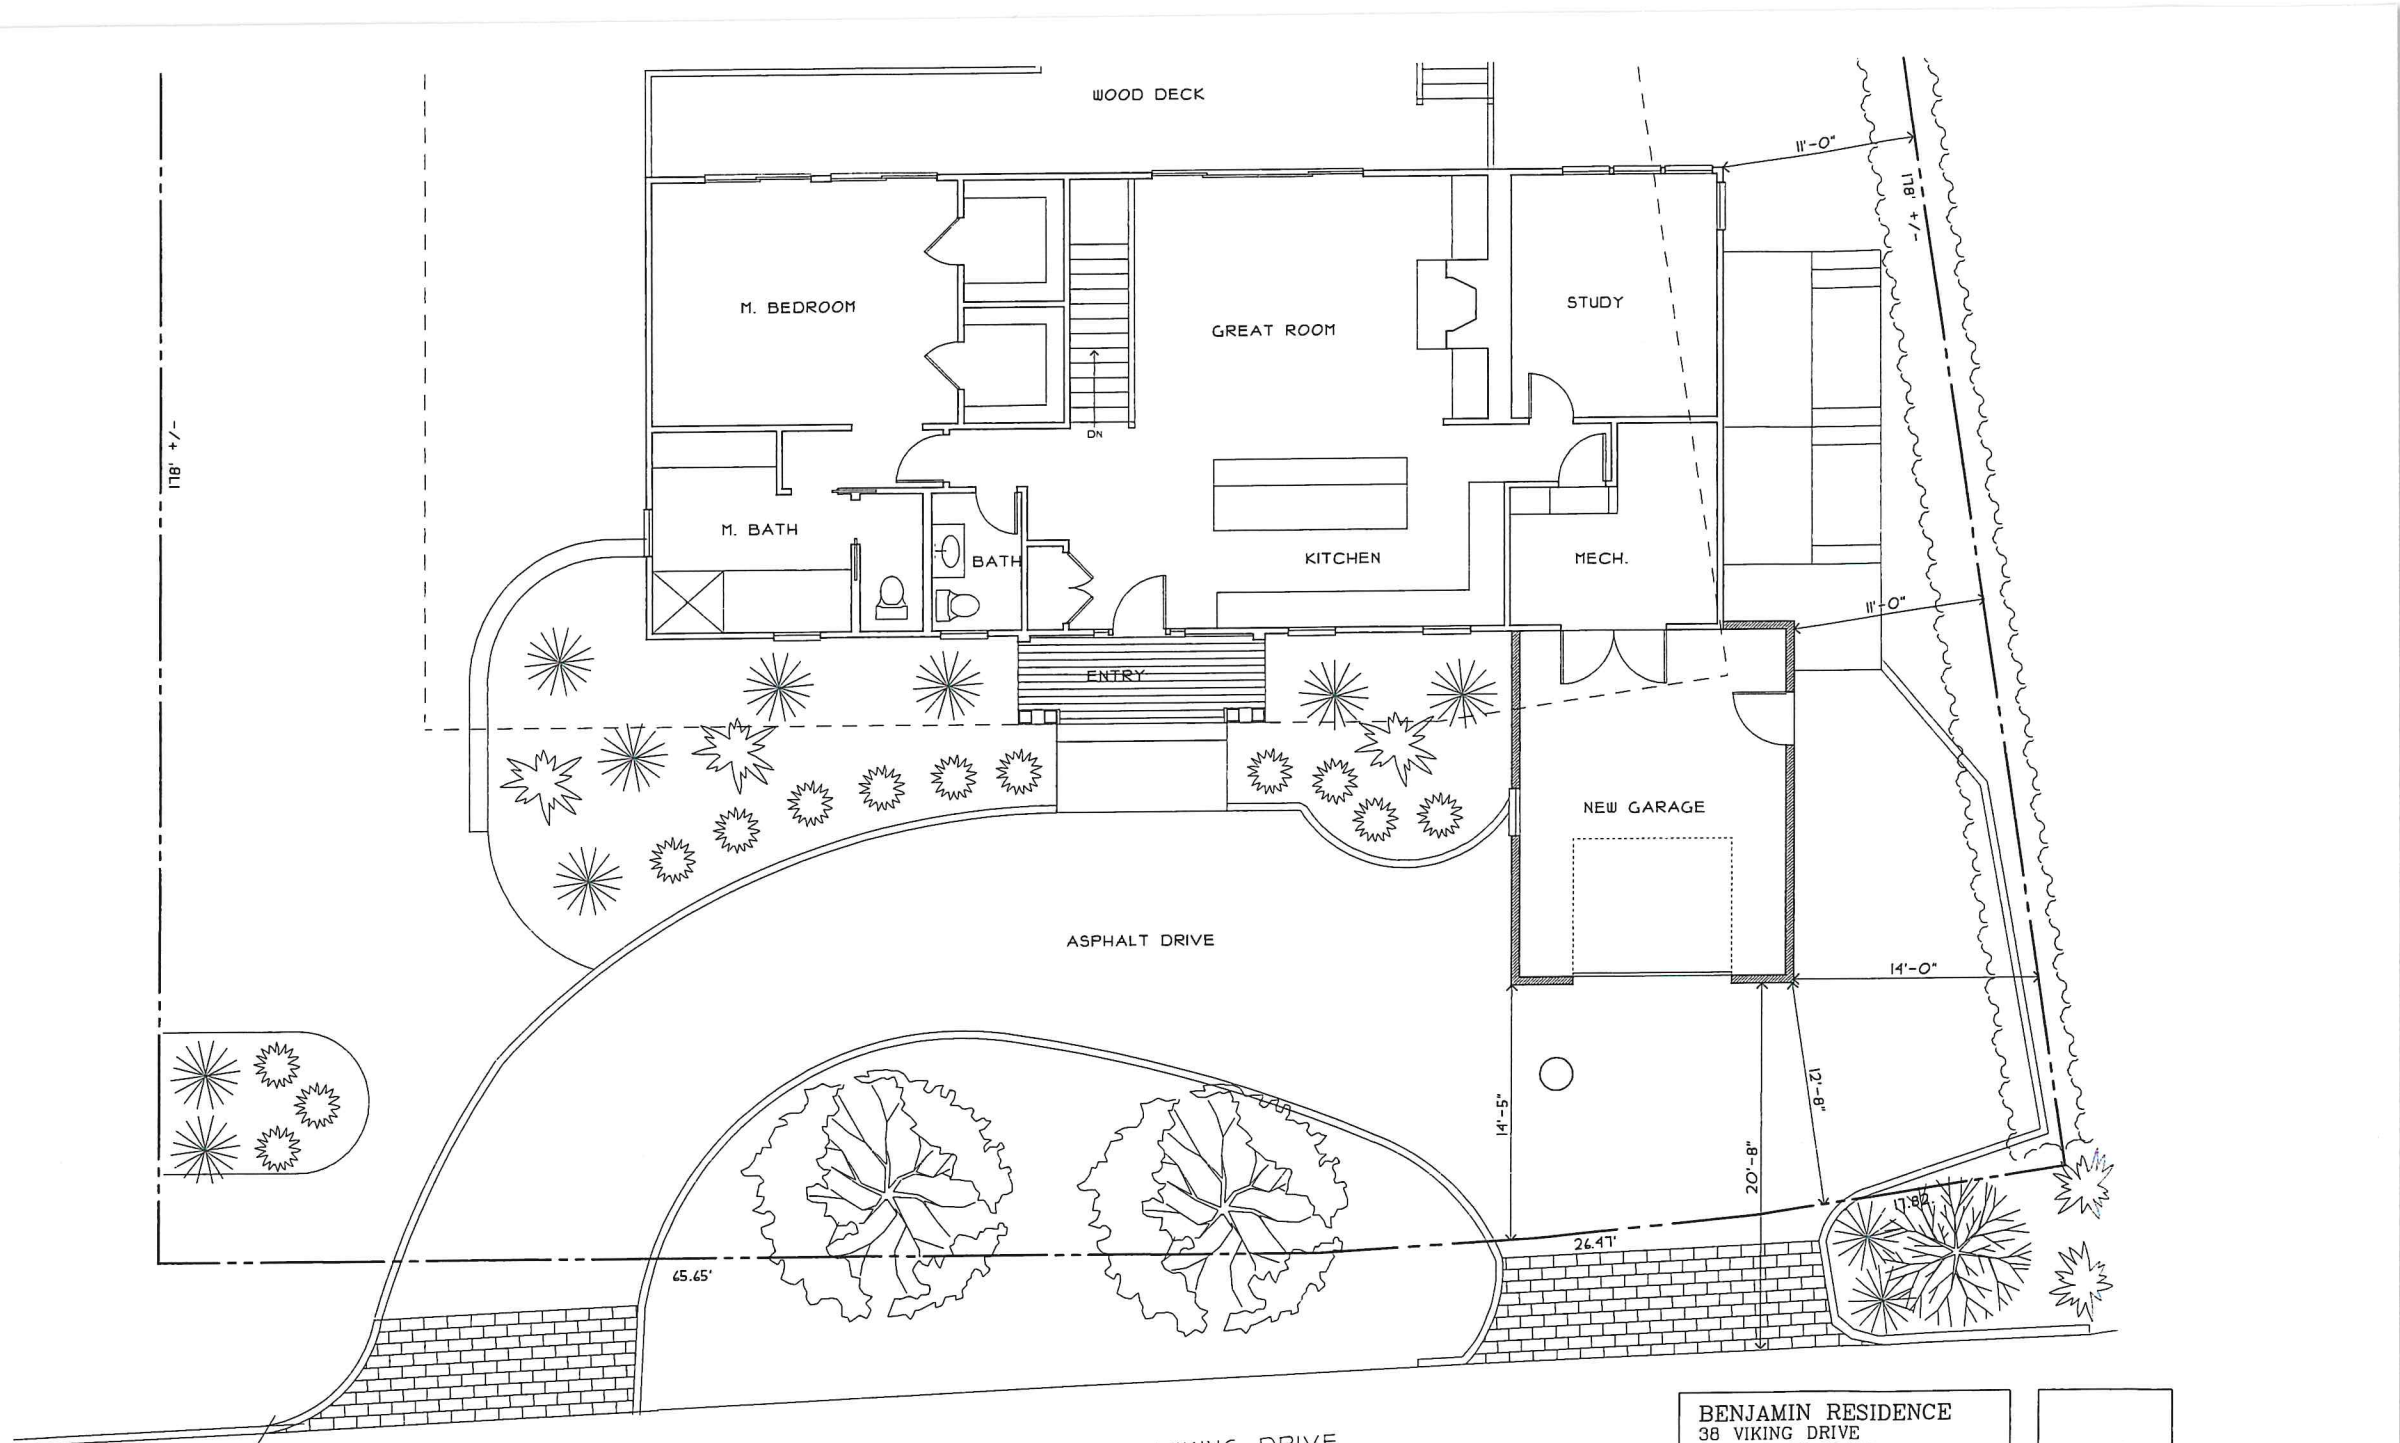 WOOD DECK
11'-0"
178' +/-
M. BEDROOM
GREAT ROOM
STUDY
DN
178' +/-
M. BATH
BATH
KITCHEN
MECH.
11'-0"
ENTRY
NEW GARAGE
ASPHALT DRIVE
14'-0"
14'-5"
12'-8"
20'-8"
17.82
26.47'
65.65'
DRIVE
BENJAMIN RESIDENCE
38 VIKING DRIVE